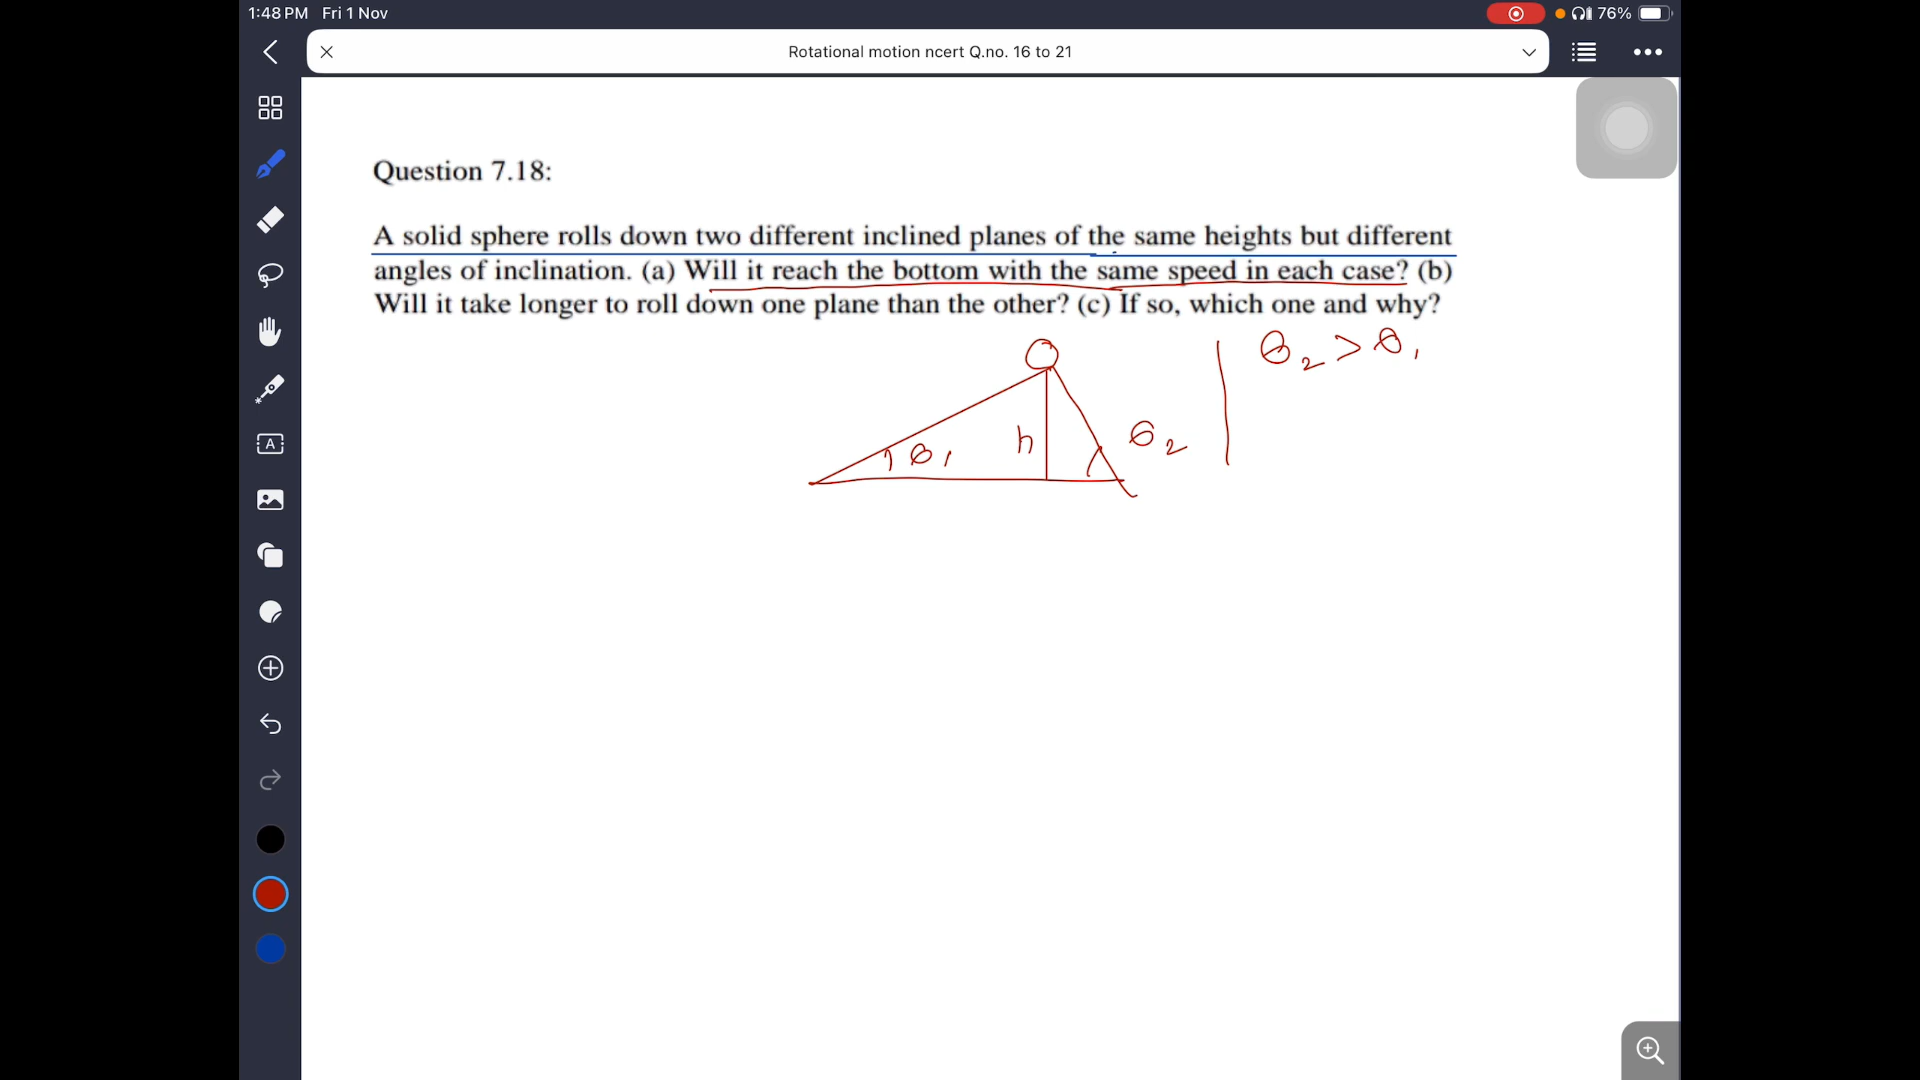 1:48 PM Fri 1 Nov 76%
Rotational motion ncert Q.no. 16 to 21
Question 7.18:
A solid sphere rolls down two different inclined planes of the same heights but different
angles of inclination. (a) Will it reach the bottom with the same speed in each case? (b)
Will it take longer to roll down one plane than the other? (c) If so, which one and why?
θ₂ > θ₁
θ₁ h θ₂
A